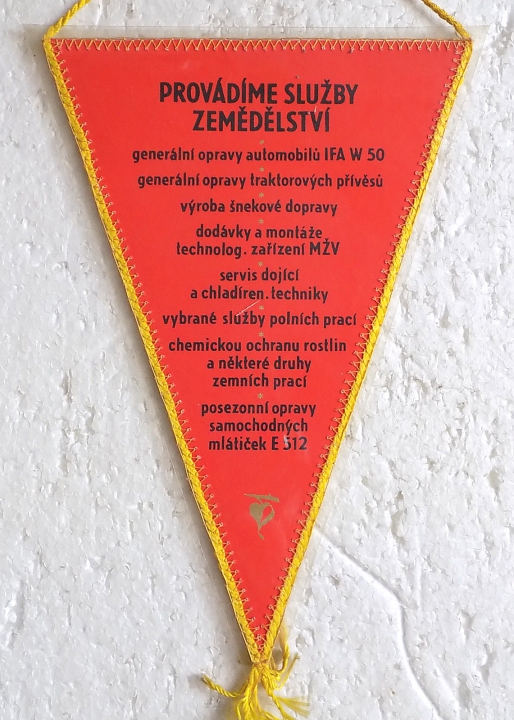 PROVÁDÍME SLUŽBY
ZEMĚDĚLSTVÍ
generální opravy automobilů IFA W 50
generální opravy traktorových přívěsů
výroba šnekové dopravy
dodávky a montáže
technolog. zařízení MŽV
servis dojící
a chladíren. techniky
vybrané služby polních prací
chemickou ochranu rostlin
a některé druhy
zemních prací
posezonní opravy
samochodných
mlátiček E 512